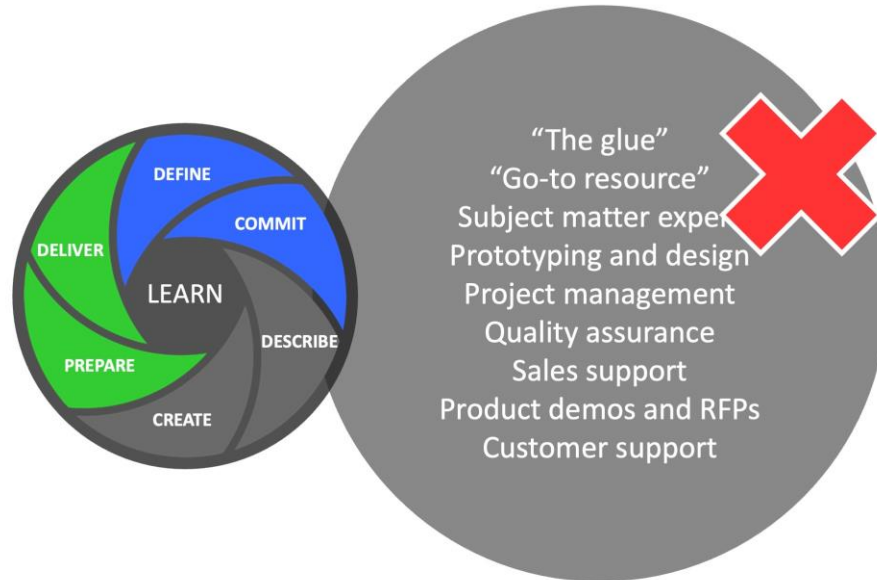 DEFINE
COMMIT
DESCRIBE
CREATE
PREPARE
DELIVER
LEARN
“The glue”
“Go-to resource”
Subject matter exper
Prototyping and design
Project management
Quality assurance
Sales support
Product demos and RFPs
Customer support